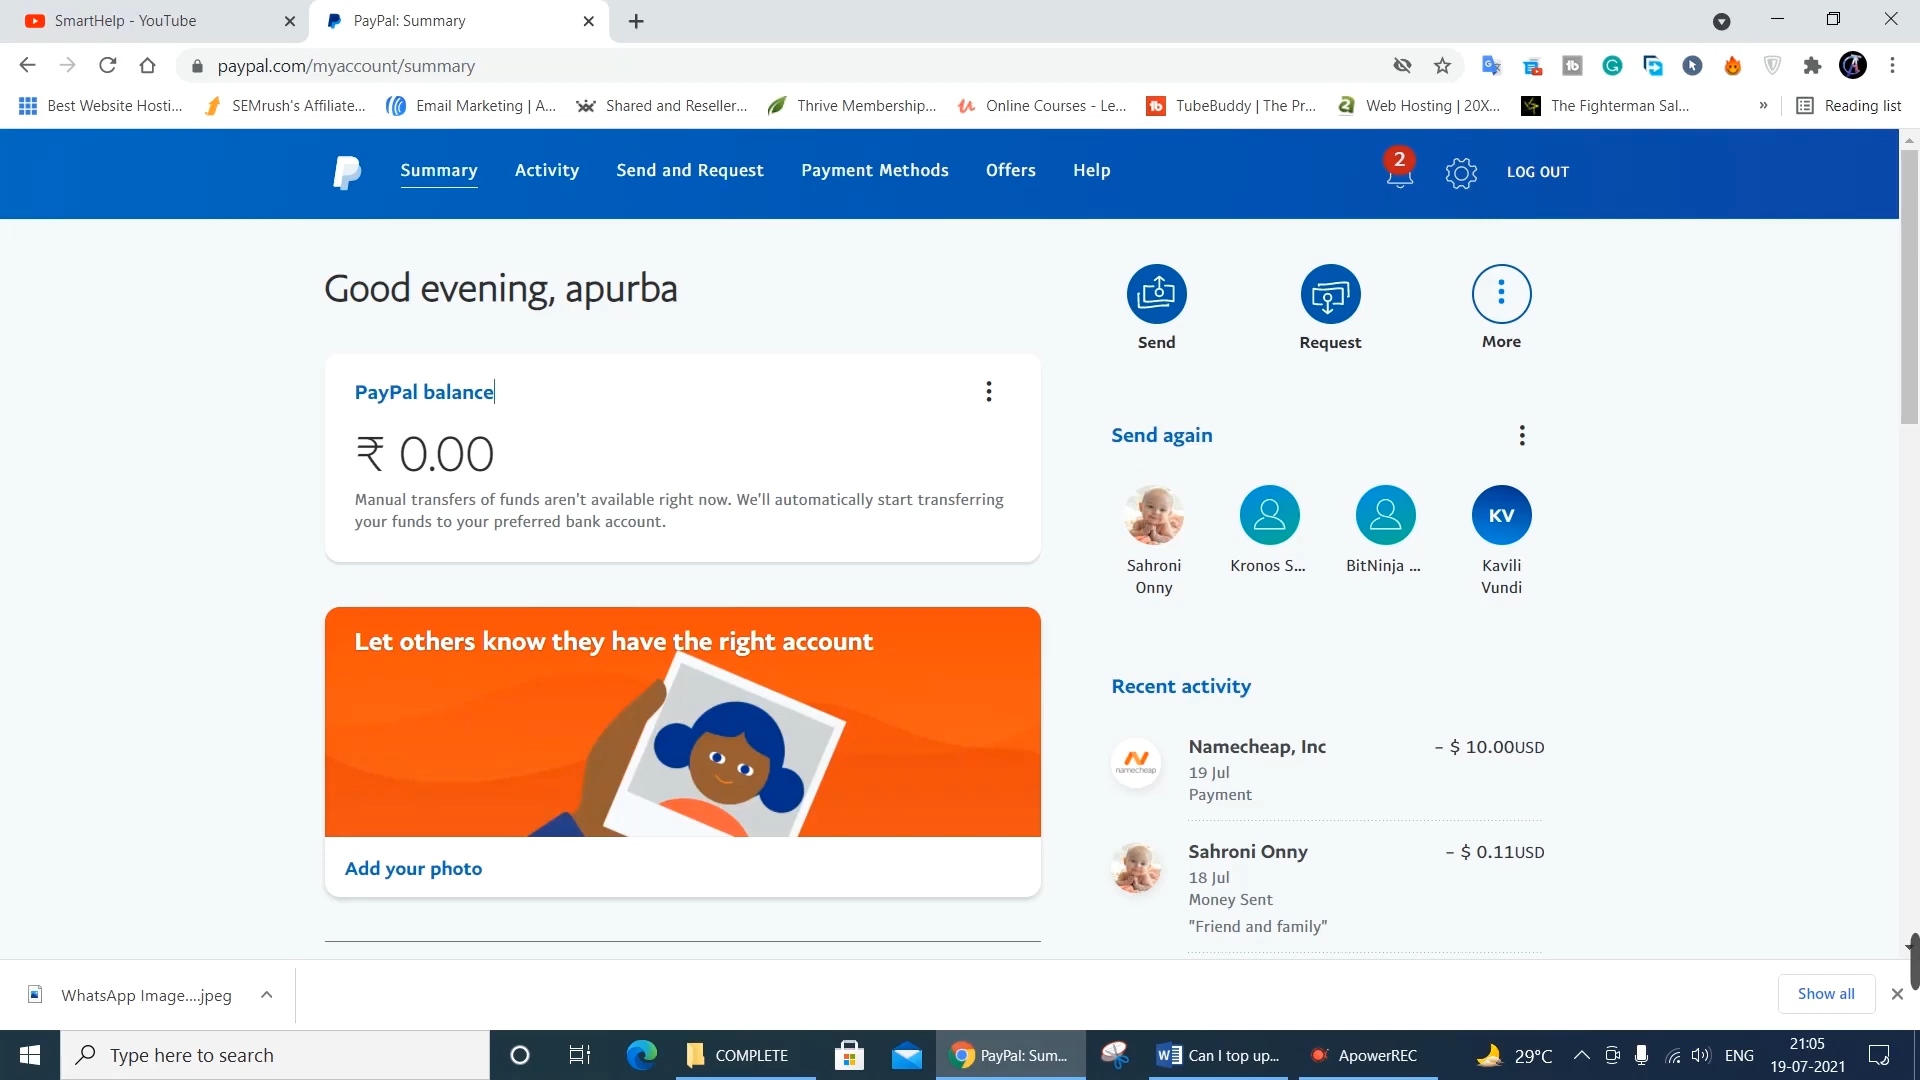 SmartHelp - YouTube
PayPal: Summary
paypal.com/myaccount/summary
Best Website Hosti...
SEMrush's Affiliate...
Email Marketing | A...
Shared and Reseller...
Thrive Membership...
Online Courses - Le...
TubeBuddy | The Pr...
Web Hosting | 20X...
The Fighterman Sal...
»
Reading list
Summary
Activity
Send and Request
Payment Methods
Offers
Help
2
LOG OUT
Good evening, apurba
Send
Request
More
PayPal balance
₹ 0.00
Manual transfers of funds aren't available right now. We'll automatically start transferring
your funds to your preferred bank account.
Send again
KV
Sahroni
Onny
Kronos S...
BitNinja ...
Kavili
Vundi
Let others know they have the right account
Add your photo
Recent activity
namecheap
Namecheap, Inc
− $ 10.00USD
19 Jul
Payment
Sahroni Onny
− $ 0.11USD
18 Jul
Money Sent
"Friend and family"
WhatsApp Image....jpeg
Show all
Type here to search
COMPLETE
PayPal: Sum...
Can I top up...
ApowerREC
29°C
ENG
21:05
19-07-2021